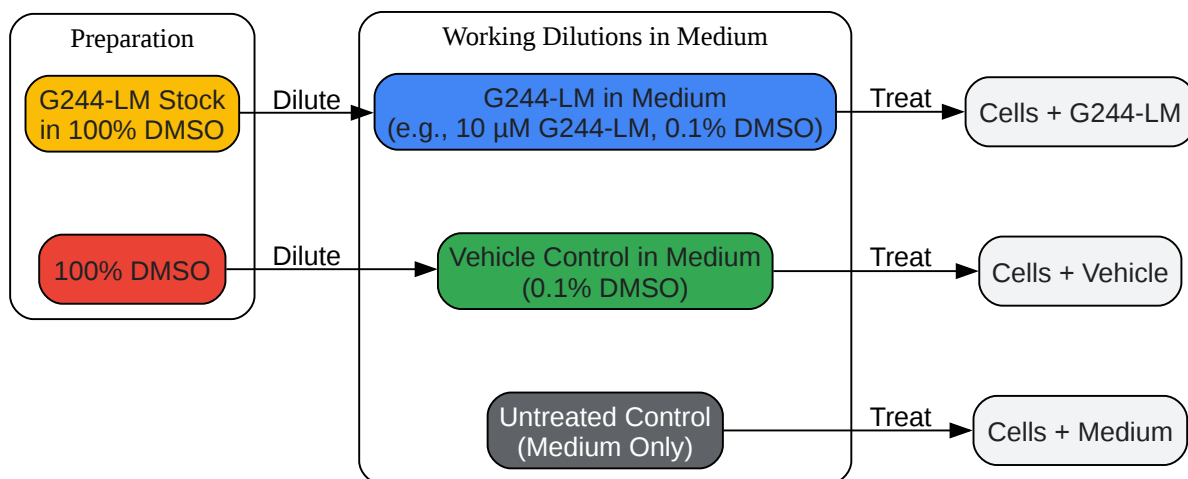 Preparation
Working Dilutions in Medium
G244-LM Stock
in 100% DMSO
Dilute
G244-LM in Medium
(e.g., 10 µM G244-LM, 0.1% DMSO)
Treat
Cells + G244-LM
100% DMSO
Dilute
Vehicle Control in Medium
(0.1% DMSO)
Treat
Cells + Vehicle
Untreated Control
(Medium Only)
Treat
Cells + Medium